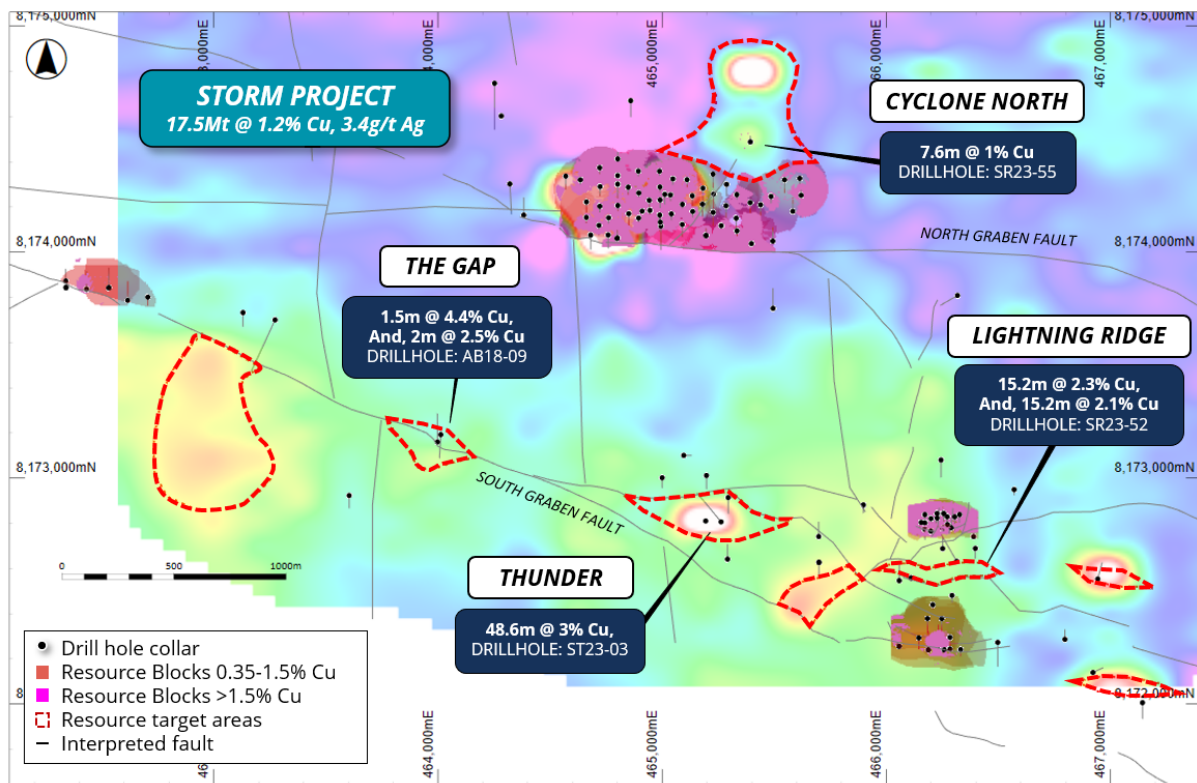 8,175,000mN
8,175,000mN
465,000mE
466,000mE
467,000mE
STORM PROJECT
17.5Mt @ 1.2% Cu, 3.4g/t Ag
CYCLONE NORTH
7.6m @ 1% Cu
DRILLHOLE: SR23-55
8,174,000mN
NORTH GRABEN FAULT
8,174,000mN
THE GAP
1.5m @ 4.4% Cu,
And, 2m @ 2.5% Cu
DRILLHOLE: AB18-09
LIGHTNING RIDGE
15.2m @ 2.3% Cu,
And, 15.2m @ 2.1% Cu
DRILLHOLE: SR23-52
8,173,000mN
8,173,000mN
SOUTH GRABEN FAULT
0
500
1000m
THUNDER
48.6m @ 3% Cu,
DRILLHOLE: ST23-03
Drill hole collar
Resource Blocks 0.35-1.5% Cu
Resource Blocks >1.5% Cu
Resource target areas
Interpreted fault
8,172,000mN
464,000mE
465,000mE
466,000mE
467,000mE